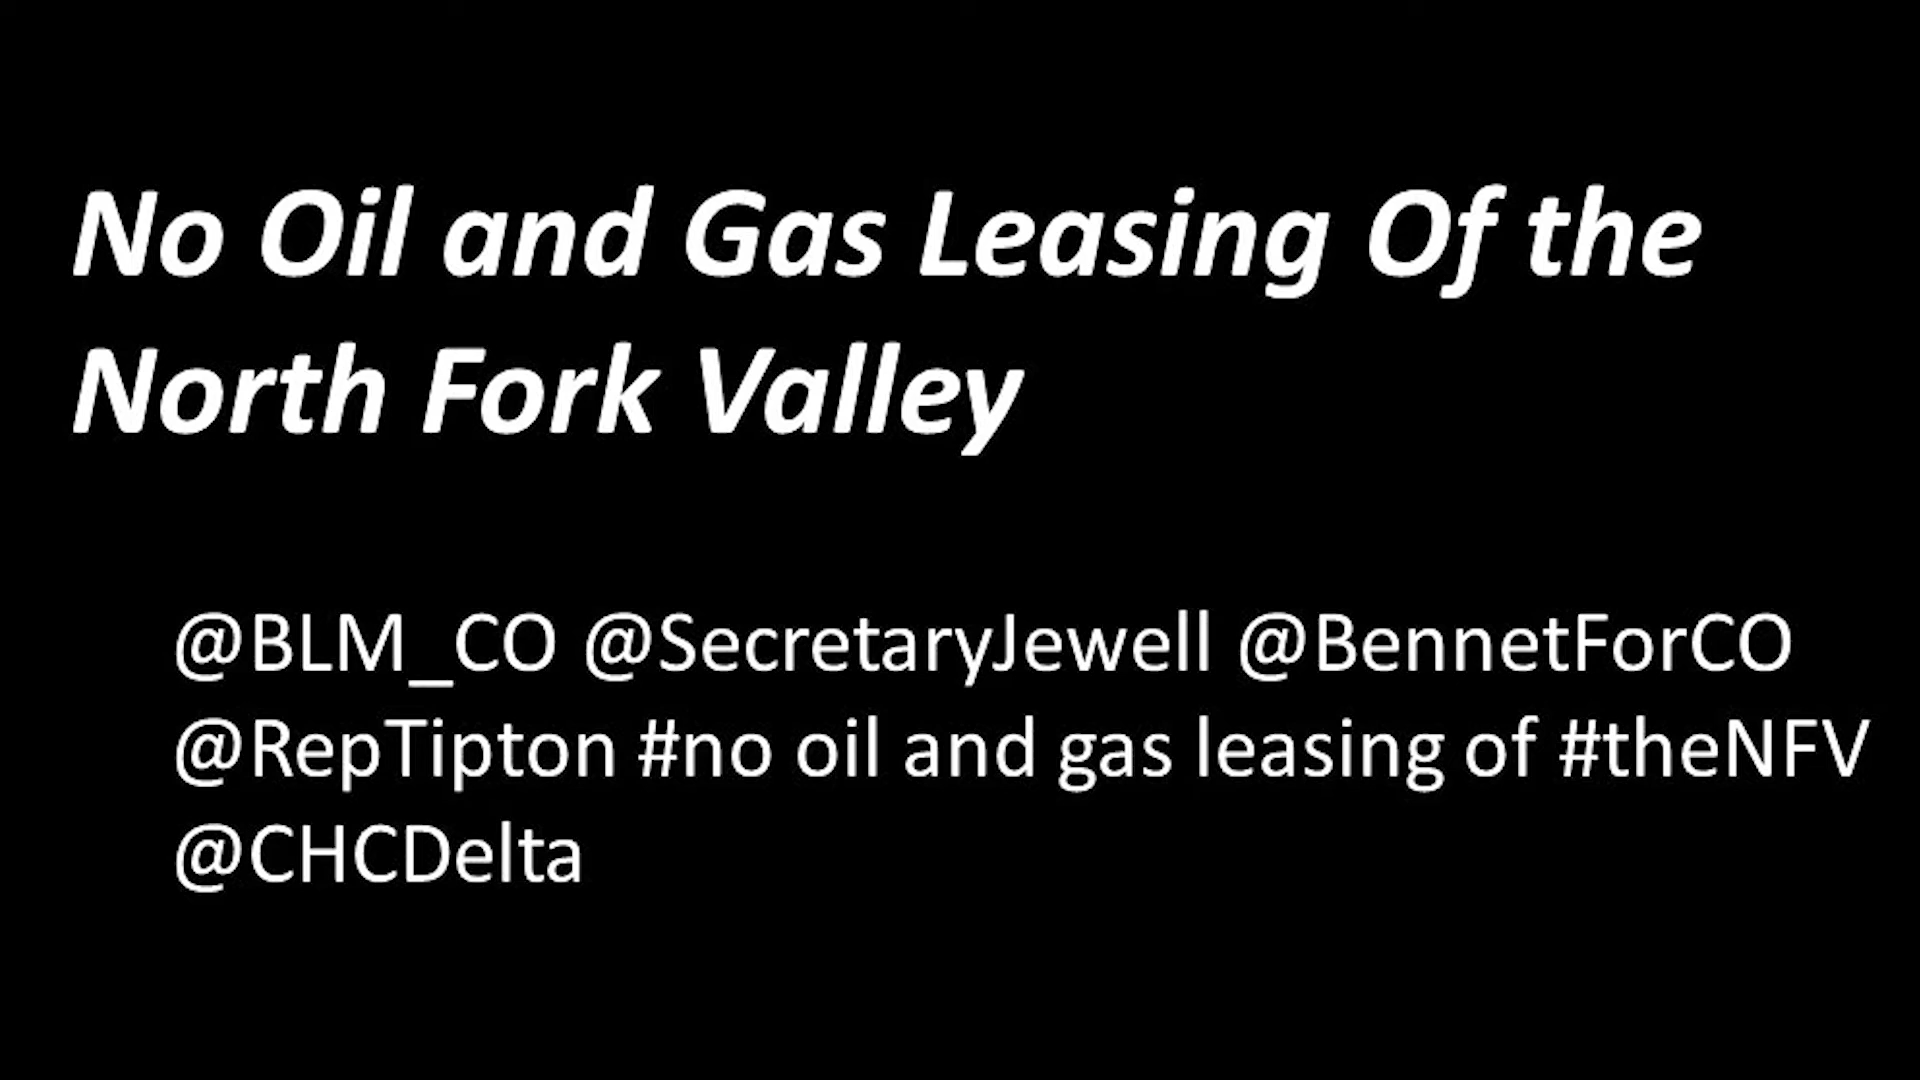 No Oil and Gas Leasing Of the
North Fork Valley
@BLM_CO @SecretaryJewell @BennetForCO
@RepTipton #no oil and gas leasing of #theNFV
@CHCDelta